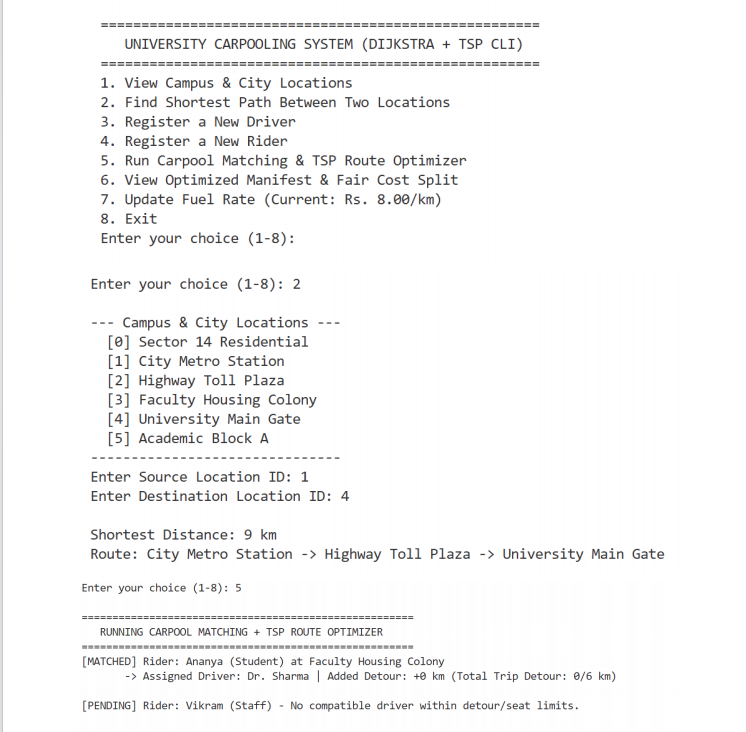 ======================================================
UNIVERSITY CARPOOLING SYSTEM (DIJKSTRA + TSP CLI)
======================================================
1. View Campus & City Locations
2. Find Shortest Path Between Two Locations
3. Register a New Driver
4. Register a New Rider
5. Run Carpool Matching & TSP Route Optimizer
6. View Optimized Manifest & Fair Cost Split
7. Update Fuel Rate (Current: Rs. 8.00/km)
8. Exit
Enter your choice (1-8):
Enter your choice (1-8): 2
--- Campus & City Locations ---
[0] Sector 14 Residential
[1] City Metro Station
[2] Highway Toll Plaza
[3] Faculty Housing Colony
[4] University Main Gate
[5] Academic Block A
-------------------------------
Enter Source Location ID: 1
Enter Destination Location ID: 4
Shortest Distance: 9 km
Route: City Metro Station -> Highway Toll Plaza -> University Main Gate
Enter your choice (1-8): 5
======================================================
RUNNING CARPOOL MATCHING + TSP ROUTE OPTIMIZER
======================================================
[MATCHED] Rider: Ananya (Student) at Faculty Housing Colony
-> Assigned Driver: Dr. Sharma | Added Detour: +0 km (Total Trip Detour: 0/6 km)
[PENDING] Rider: Vikram (Staff) - No compatible driver within detour/seat limits.